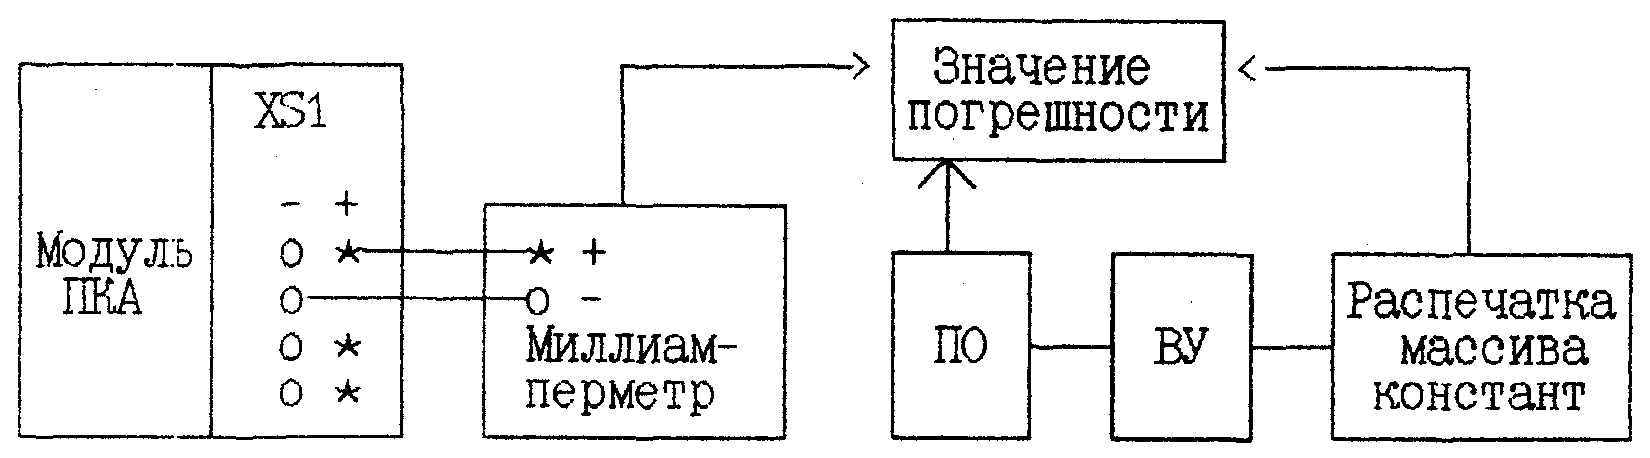 XS1
- +
Модуль
ПКА
+
-
Миллиам-
перметр
Значение
погрешности
ПО
ВУ
Распечатка
массива
констант